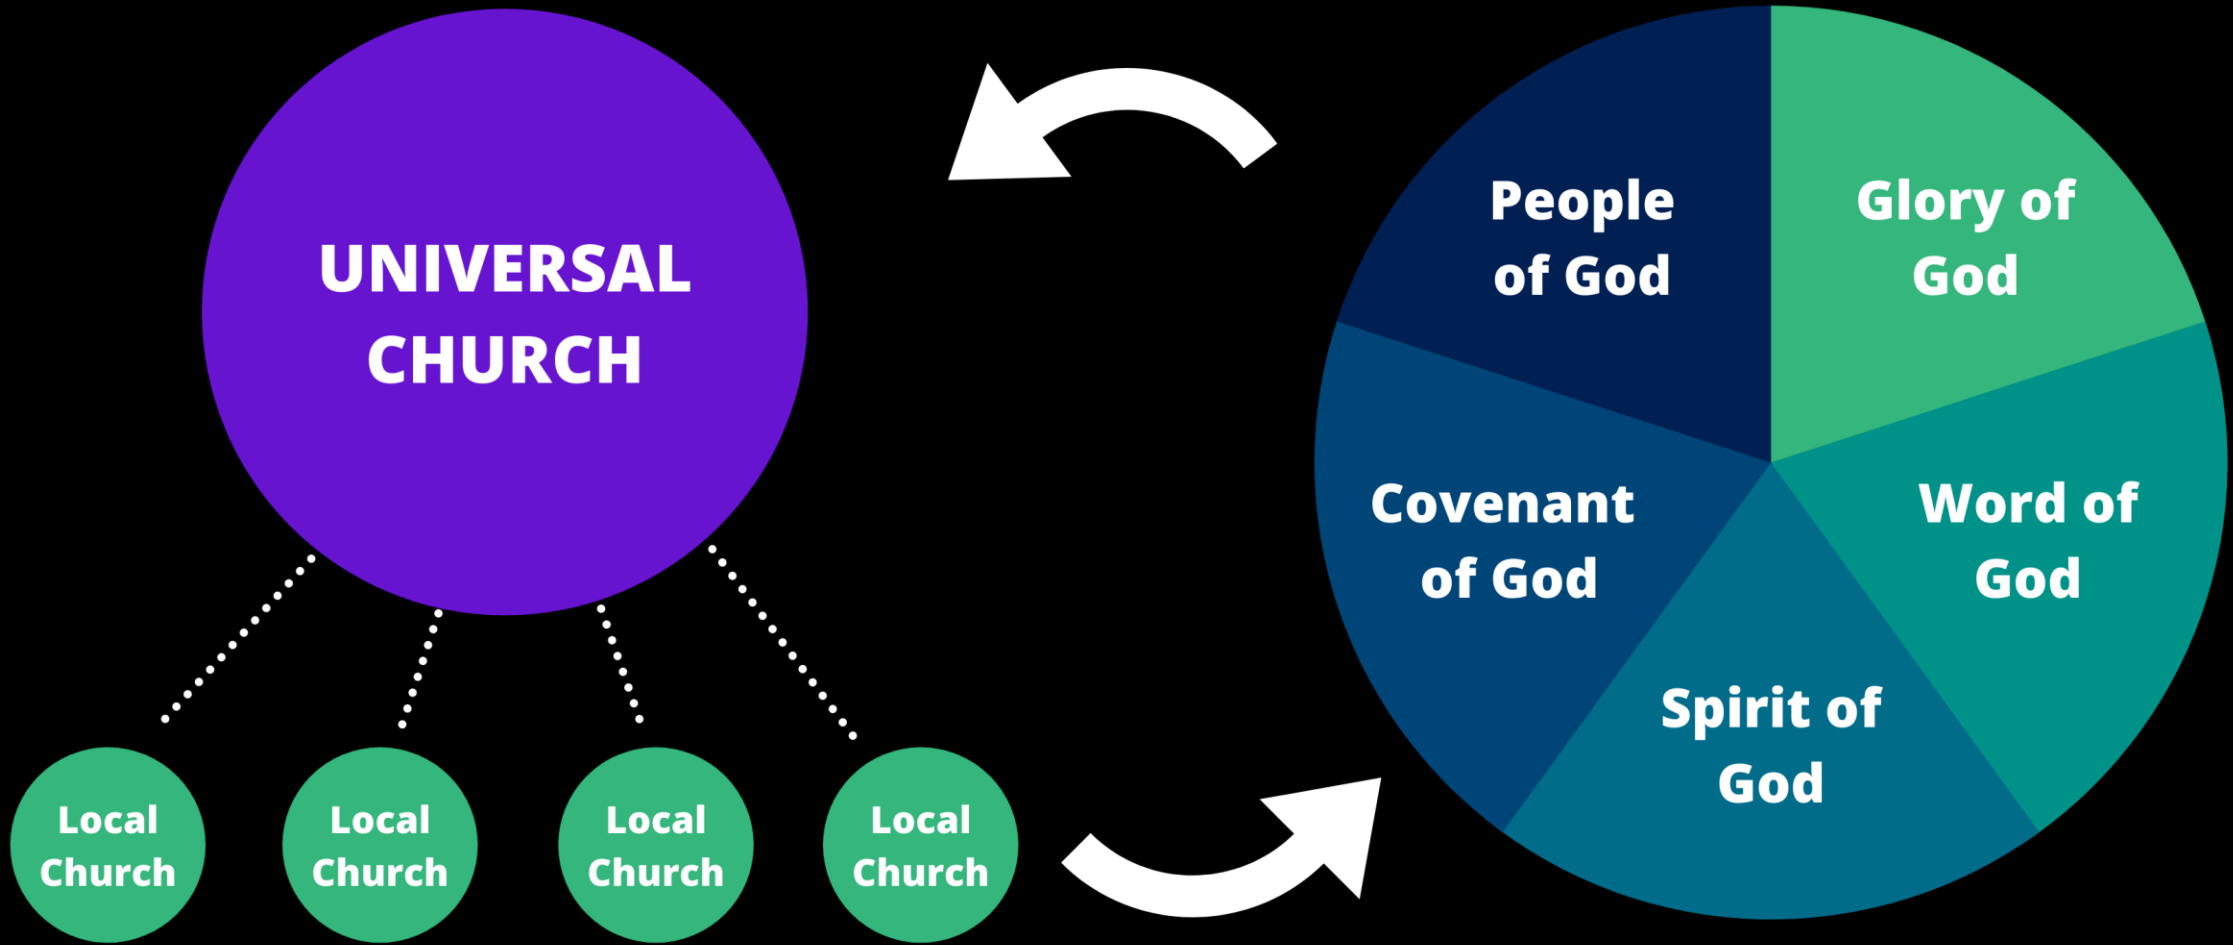 UNIVERSAL
CHURCH
Local
Church
Local
Church
Local
Church
Local
Church
People
of God
Glory of
God
Covenant
of God
Word of
God
Spirit of
God